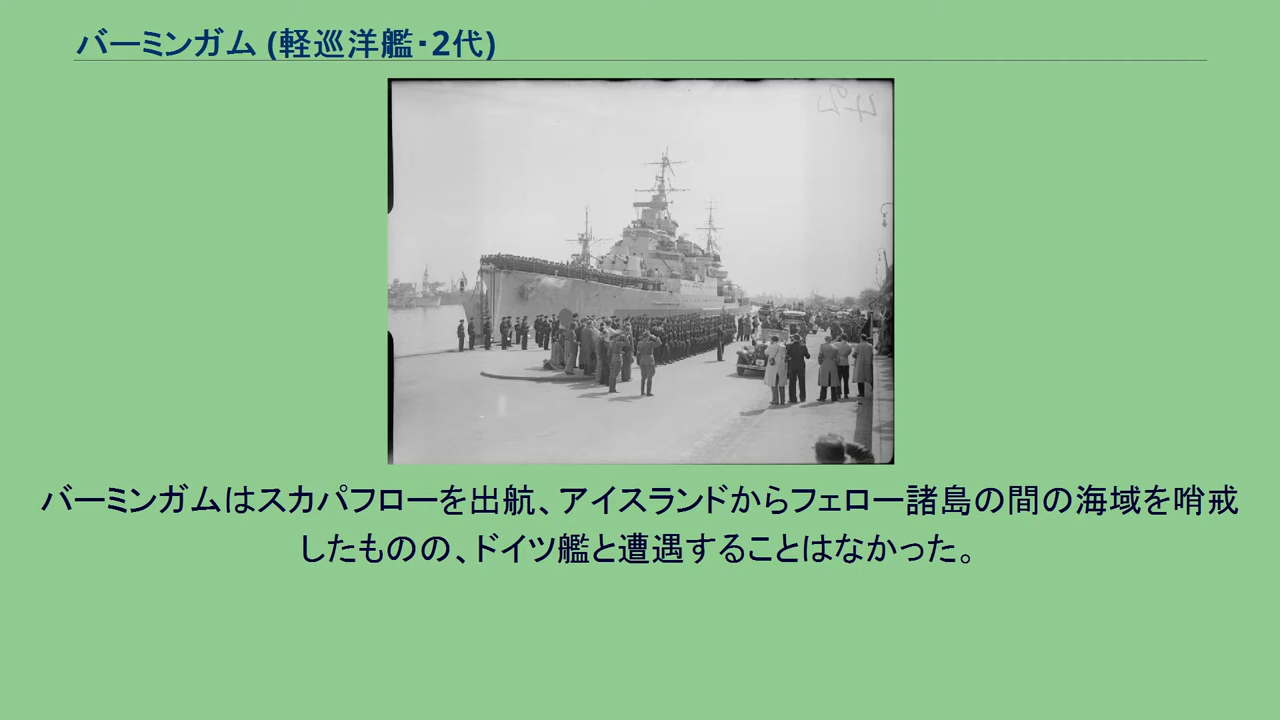 バーミンガム (軽巡洋艦・2代)
バーミンガムはスカパフローを出航、アイスランドからフェロー諸島の間の海域を哨戒
したものの、ドイツ艦と遭遇することはなかった。